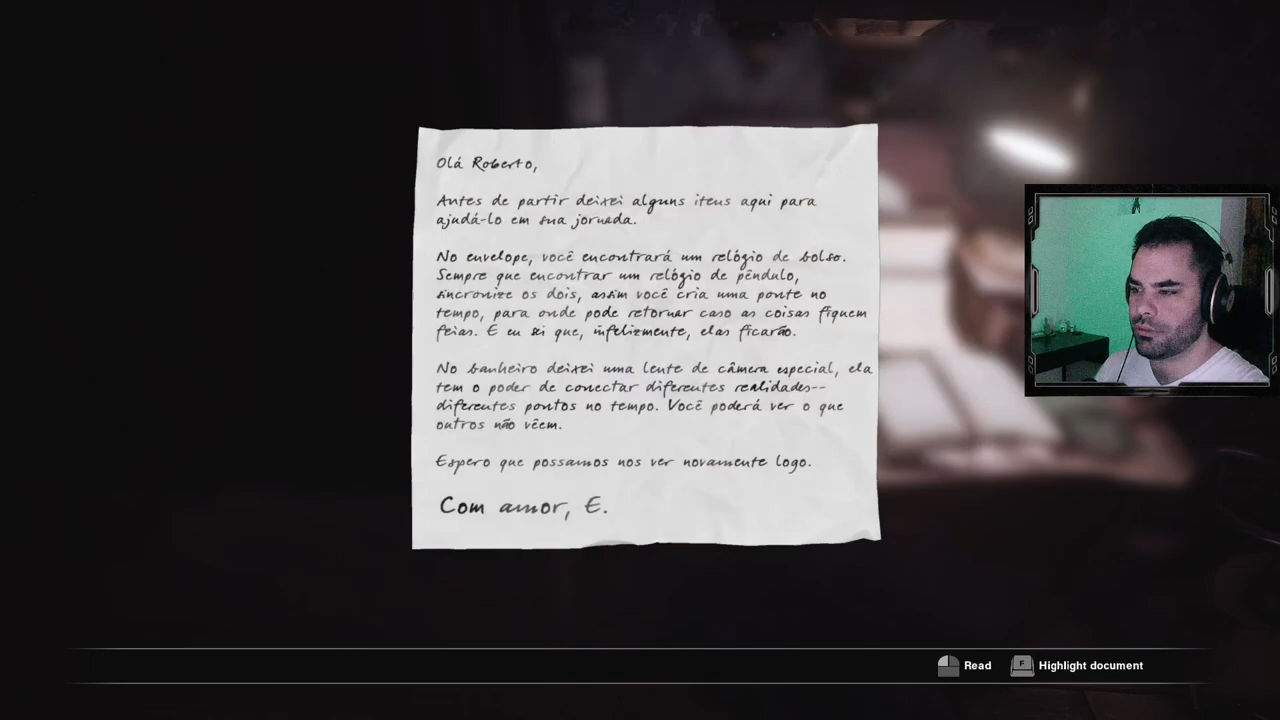 Olá Roberto,
Antes de partir deixei alguns itens aqui para
ajudá-lo em sua jornada.
No envelope, você encontrará um relógio de bolso.
Sempre que encontrar um relógio de pêndulo,
sincronize os dois, assim você cria uma ponte no
tempo, para onde pode retornar caso as coisas fiquem
feias. E eu sei que, infelizmente, elas ficarão.
No banheiro deixei uma lente de câmera especial, ela
tem o poder de conectar diferentes realidades--
diferentes pontos no tempo. Você poderá ver o que
outros não vêem.
Espero que possamos nos ver novamente logo.
Com amor, E.
Read
F
Highlight document